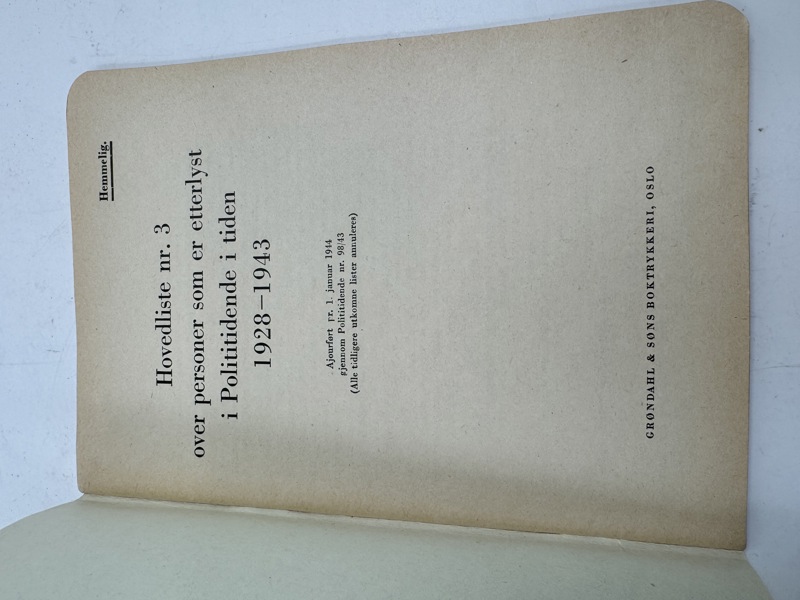 Hemmelig.
Hovedliste nr. 3
over personer som er etterlyst
i Polititidende i tiden
1928–1943
Ajourført pr. 1. januar 1944
gjennom Polititidende nr. 98/43
(Alle tidligere utkomne lister annuleres)
GRØNDAHL & SØNS BOKTRYKKERI, OSLO